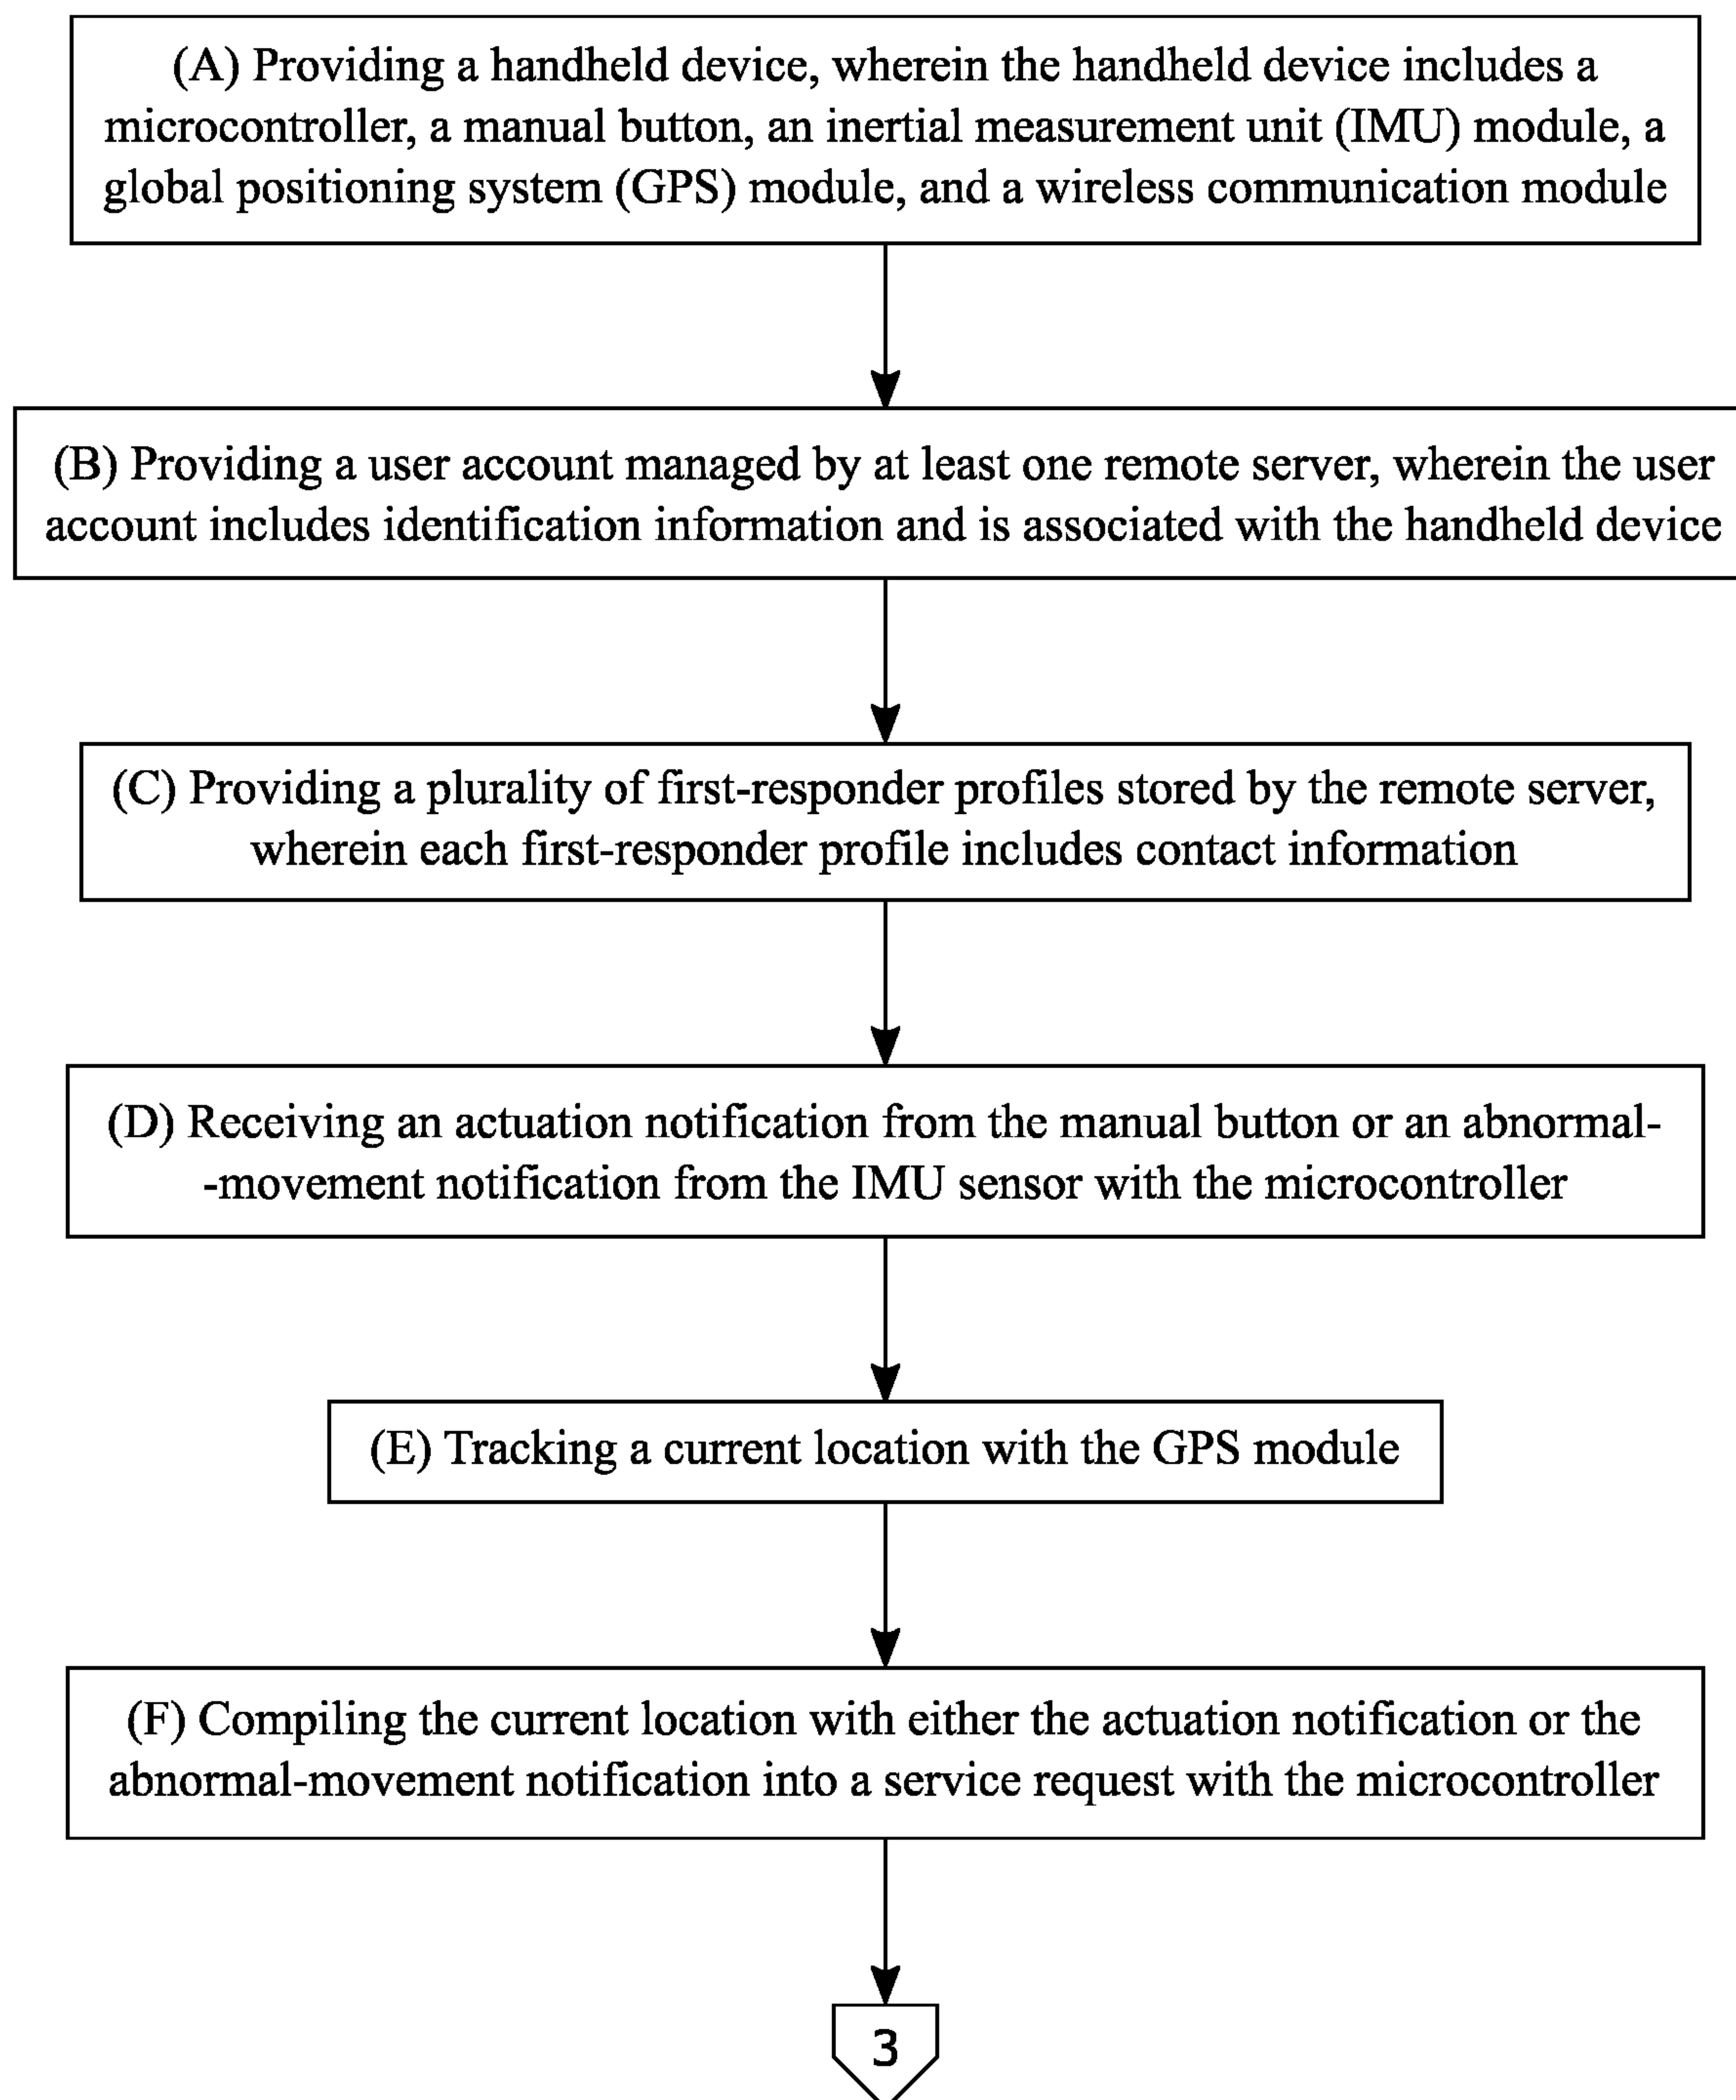 (A) Providing a handheld device, wherein the handheld device includes a
microcontroller, a manual button, an inertial measurement unit (IMU) module, a
global positioning system (GPS) module, and a wireless communication module
(B) Providing a user account managed by at least one remote server, wherein the user
account includes identification information and is associated with the handheld device
(C) Providing a plurality of first-responder profiles stored by the remote server,
wherein each first-responder profile includes contact information
(D) Receiving an actuation notification from the manual button or an abnormal-
-movement notification from the IMU sensor with the microcontroller
(E) Tracking a current location with the GPS module
(F) Compiling the current location with either the actuation notification or the
abnormal-movement notification into a service request with the microcontroller
3